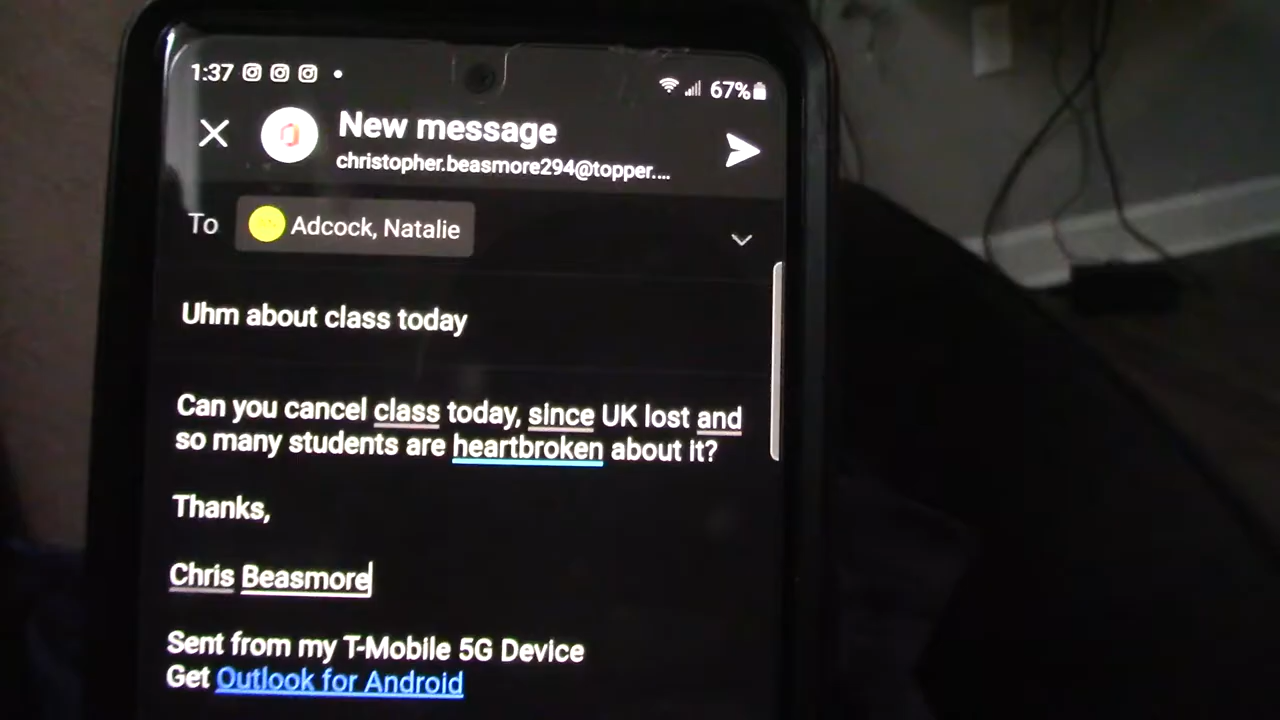 1:37 67%
New message
christopher.beasmore294@topper....
To Adcock, Natalie
Uhm about class today
Can you cancel class today, since UK lost and
so many students are heartbroken about it?
Thanks,
Chris Beasmore
Sent from my T-Mobile 5G Device
Get Outlook for Android